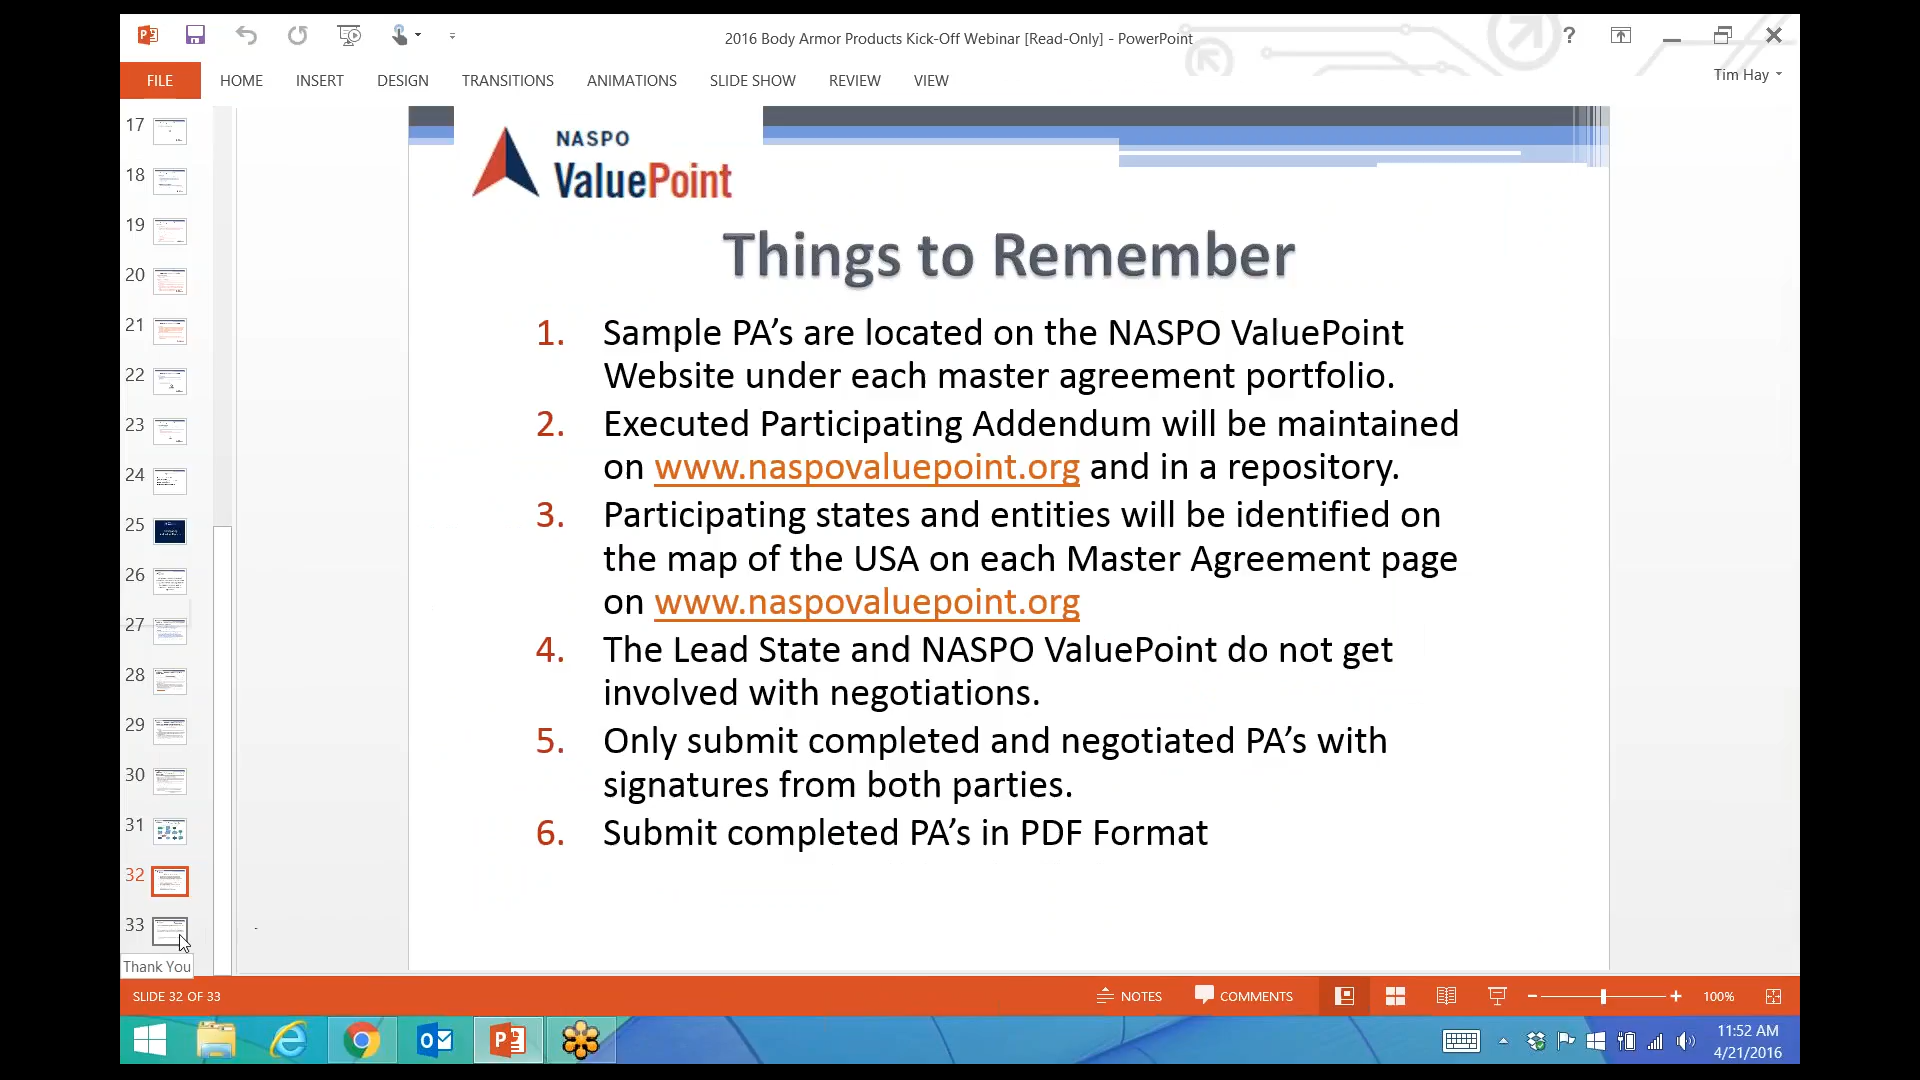 2016 Body Armor Products Kick-Off Webinar [Read-Only] - PowerPoint
?
FILE HOME INSERT DESIGN TRANSITIONS ANIMATIONS SLIDE SHOW REVIEW VIEW
Tim Hay
17
18
19
20
21
22
23
24
25
26
27
28
29
30
31
32
33
Thank You
NASPO
ValuePoint
Things to Remember
1. Sample PA’s are located on the NASPO ValuePoint
Website under each master agreement portfolio.
2. Executed Participating Addendum will be maintained
on www.naspovaluepoint.org and in a repository.
3. Participating states and entities will be identified on
the map of the USA on each Master Agreement page
on www.naspovaluepoint.org
4. The Lead State and NASPO ValuePoint do not get
involved with negotiations.
5. Only submit completed and negotiated PA’s with
signatures from both parties.
6. Submit completed PA’s in PDF Format
SLIDE 32 OF 33
NOTES COMMENTS 100%
11:52 AM
4/21/2016